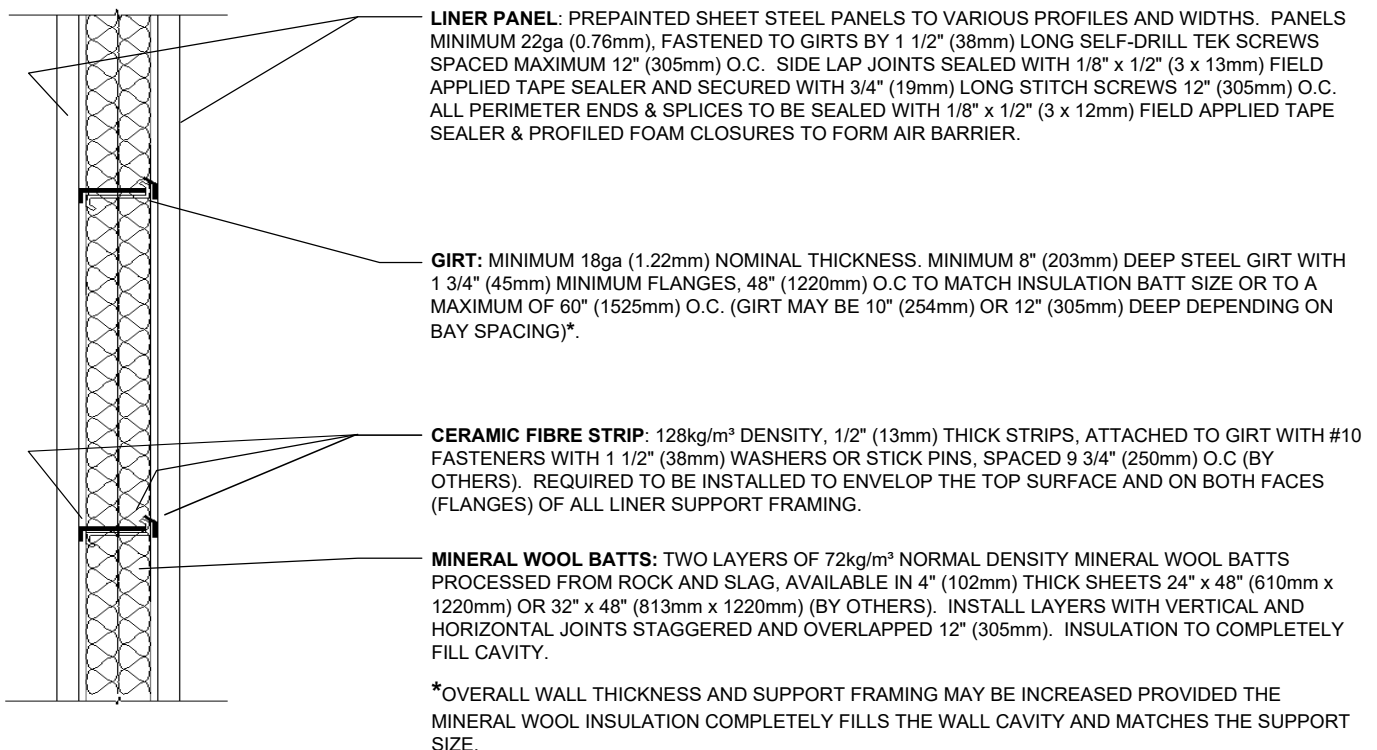 LINER PANEL: PREPAINTED SHEET STEEL PANELS TO VARIOUS PROFILES AND WIDTHS. PANELS
MINIMUM 22ga (0.76mm), FASTENED TO GIRTS BY 1 1/2" (38mm) LONG SELF-DRILL TEK SCREWS
SPACED MAXIMUM 12" (305mm) O.C. SIDE LAP JOINTS SEALED WITH 1/8" x 1/2" (3 x 13mm) FIELD
APPLIED TAPE SEALER AND SECURED WITH 3/4" (19mm) LONG STITCH SCREWS 12" (305mm) O.C.
ALL PERIMETER ENDS & SPLICES TO BE SEALED WITH 1/8" x 1/2" (3 x 12mm) FIELD APPLIED TAPE
SEALER & PROFILED FOAM CLOSURES TO FORM AIR BARRIER.
GIRT: MINIMUM 18ga (1.22mm) NOMINAL THICKNESS. MINIMUM 8" (203mm) DEEP STEEL GIRT WITH
1 3/4" (45mm) MINIMUM FLANGES, 48" (1220mm) O.C TO MATCH INSULATION BATT SIZE OR TO A
MAXIMUM OF 60" (1525mm) O.C. (GIRT MAY BE 10" (254mm) OR 12" (305mm) DEEP DEPENDING ON
BAY SPACING)*.
CERAMIC FIBRE STRIP: 128kg/m³ DENSITY, 1/2" (13mm) THICK STRIPS, ATTACHED TO GIRT WITH #10
FASTENERS WITH 1 1/2" (38mm) WASHERS OR STICK PINS, SPACED 9 3/4" (250mm) O.C (BY
OTHERS). REQUIRED TO BE INSTALLED TO ENVELOP THE TOP SURFACE AND ON BOTH FACES
(FLANGES) OF ALL LINER SUPPORT FRAMING.
MINERAL WOOL BATTS: TWO LAYERS OF 72kg/m³ NORMAL DENSITY MINERAL WOOL BATTS
PROCESSED FROM ROCK AND SLAG, AVAILABLE IN 4" (102mm) THICK SHEETS 24" x 48" (610mm x
1220mm) OR 32" x 48" (813mm x 1220mm) (BY OTHERS). INSTALL LAYERS WITH VERTICAL AND
HORIZONTAL JOINTS STAGGERED AND OVERLAPPED 12" (305mm). INSULATION TO COMPLETELY
FILL CAVITY.
*OVERALL WALL THICKNESS AND SUPPORT FRAMING MAY BE INCREASED PROVIDED THE
MINERAL WOOL INSULATION COMPLETELY FILLS THE WALL CAVITY AND MATCHES THE SUPPORT
SIZE.